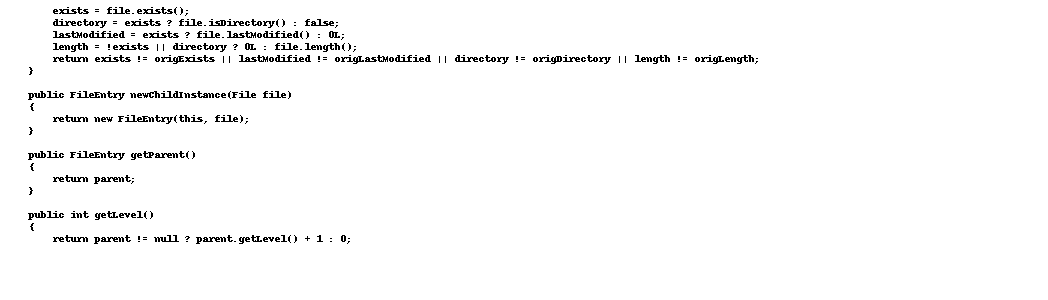 exists = file.exists();
directory = exists ? file.isDirectory() : false;
lastModified = exists ? file.lastModified() : 0L;
length = !exists || directory ? 0L : file.length();
return exists != origExists || lastModified != origLastModified || directory != origDirectory || length != origLength;
}
public FileEntry newChildInstance(File file)
{
return new FileEntry(this, file);
}
public FileEntry getParent()
{
return parent;
}
public int getLevel()
{
return parent != null ? parent.getLevel() + 1 : 0;